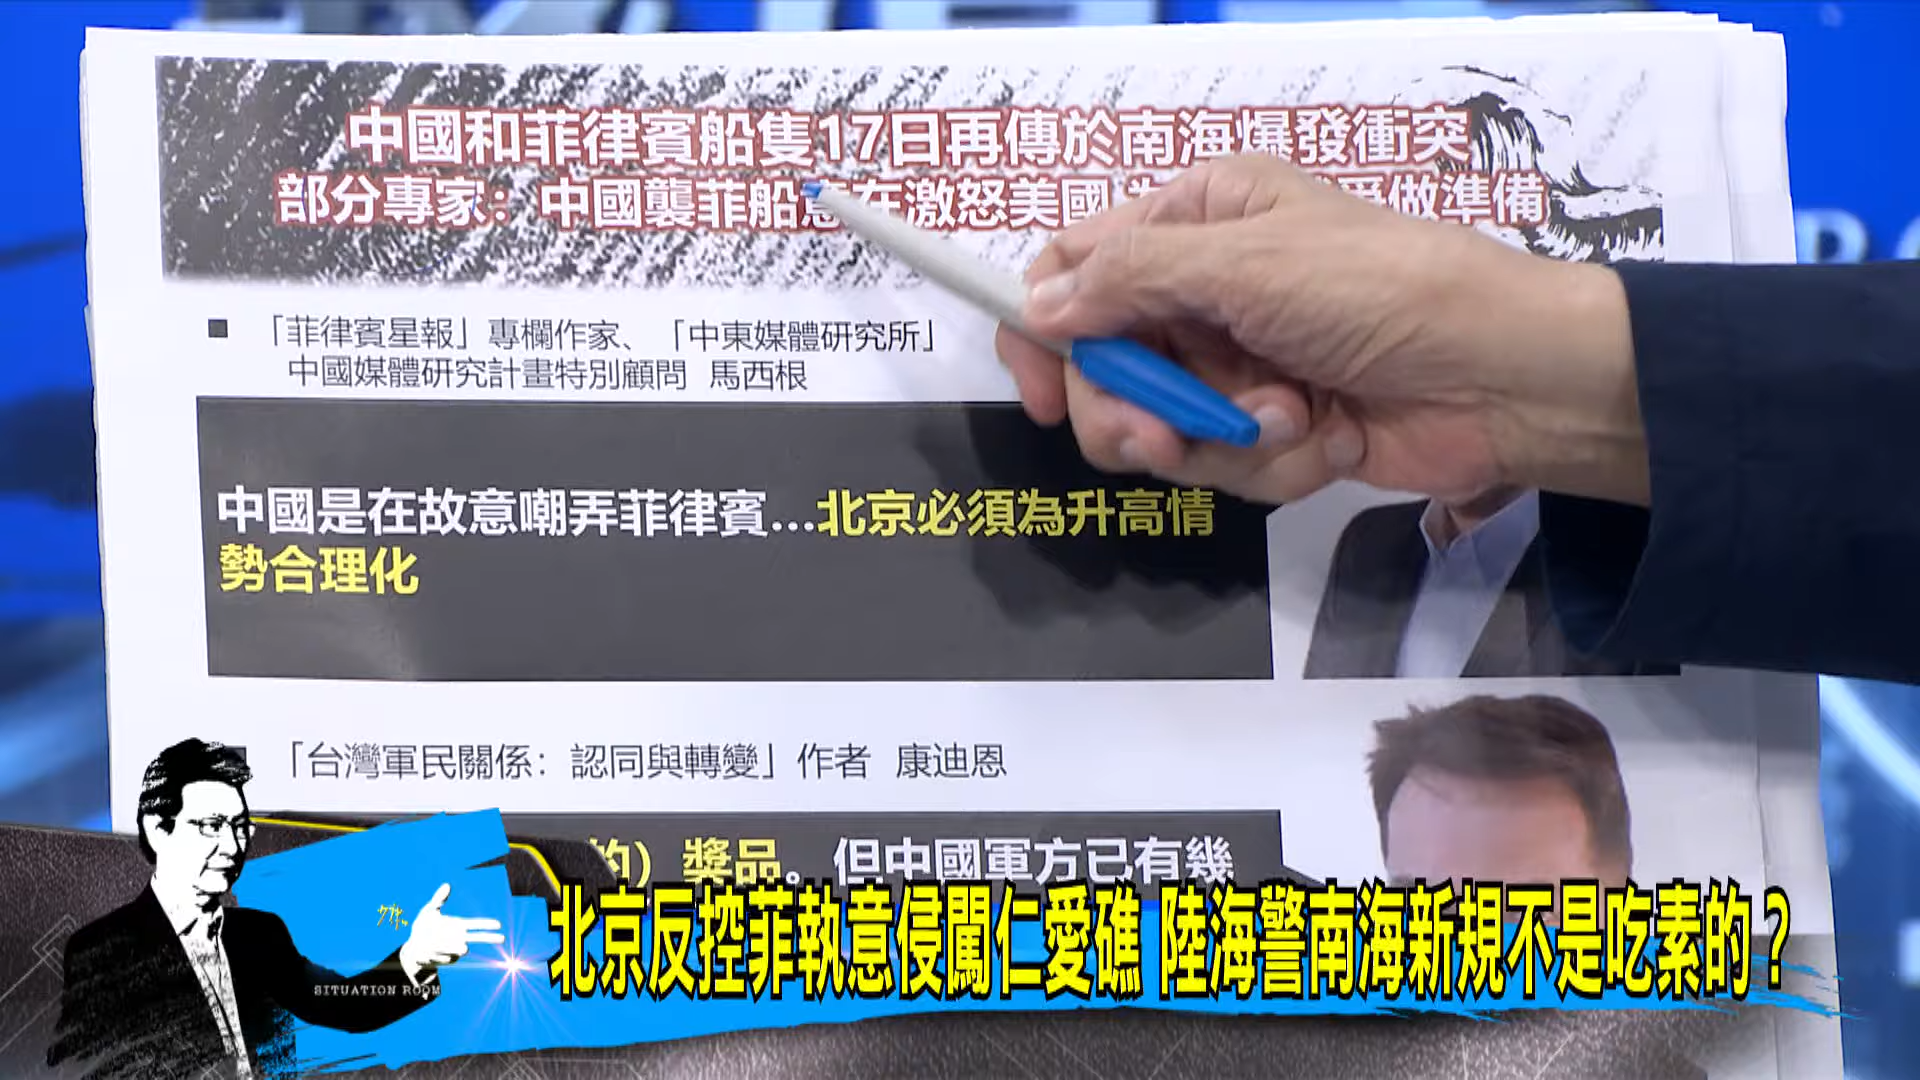 中國和菲律賓船隻17日再傳於南海爆發衝突
部分專家：中國襲菲船意在激怒美國 做準備
■ 「菲律賓星報」專欄作家、「中東媒體研究所」
中國媒體研究計畫特別顧問 馬西根
中國是在故意嘲弄菲律賓...北京必須為升高情
勢合理化
「台灣軍民關係：認同與轉變」作者 康迪恩
的）獎品。但中國軍方已有幾
北京反控菲執意侵闖仁愛礁 陸海警南海新規不是吃素的？
SITUATION ROOM